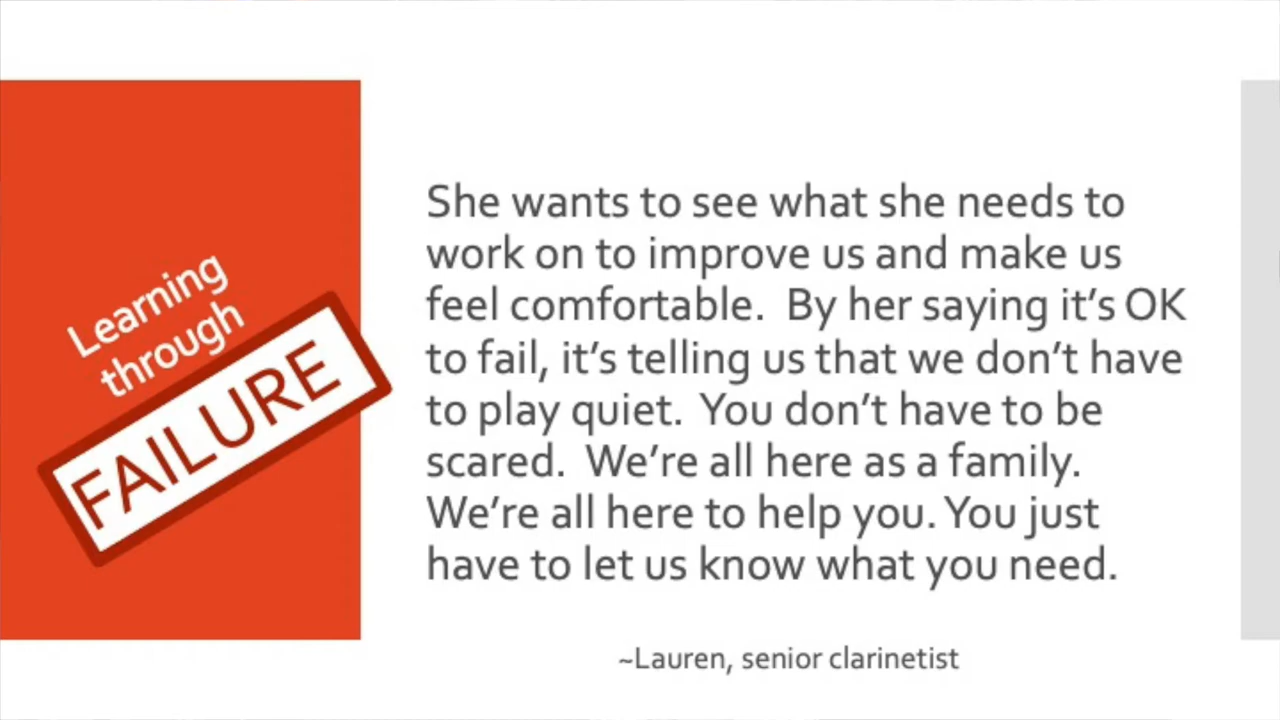 Learning
through
FAILURE
She wants to see what she needs to
work on to improve us and make us
feel comfortable.  By her saying it’s OK
to fail, it’s telling us that we don’t have
to play quiet.  You don’t have to be
scared.  We’re all here as a family.
We’re all here to help you. You just
have to let us know what you need.
~Lauren, senior clarinetist